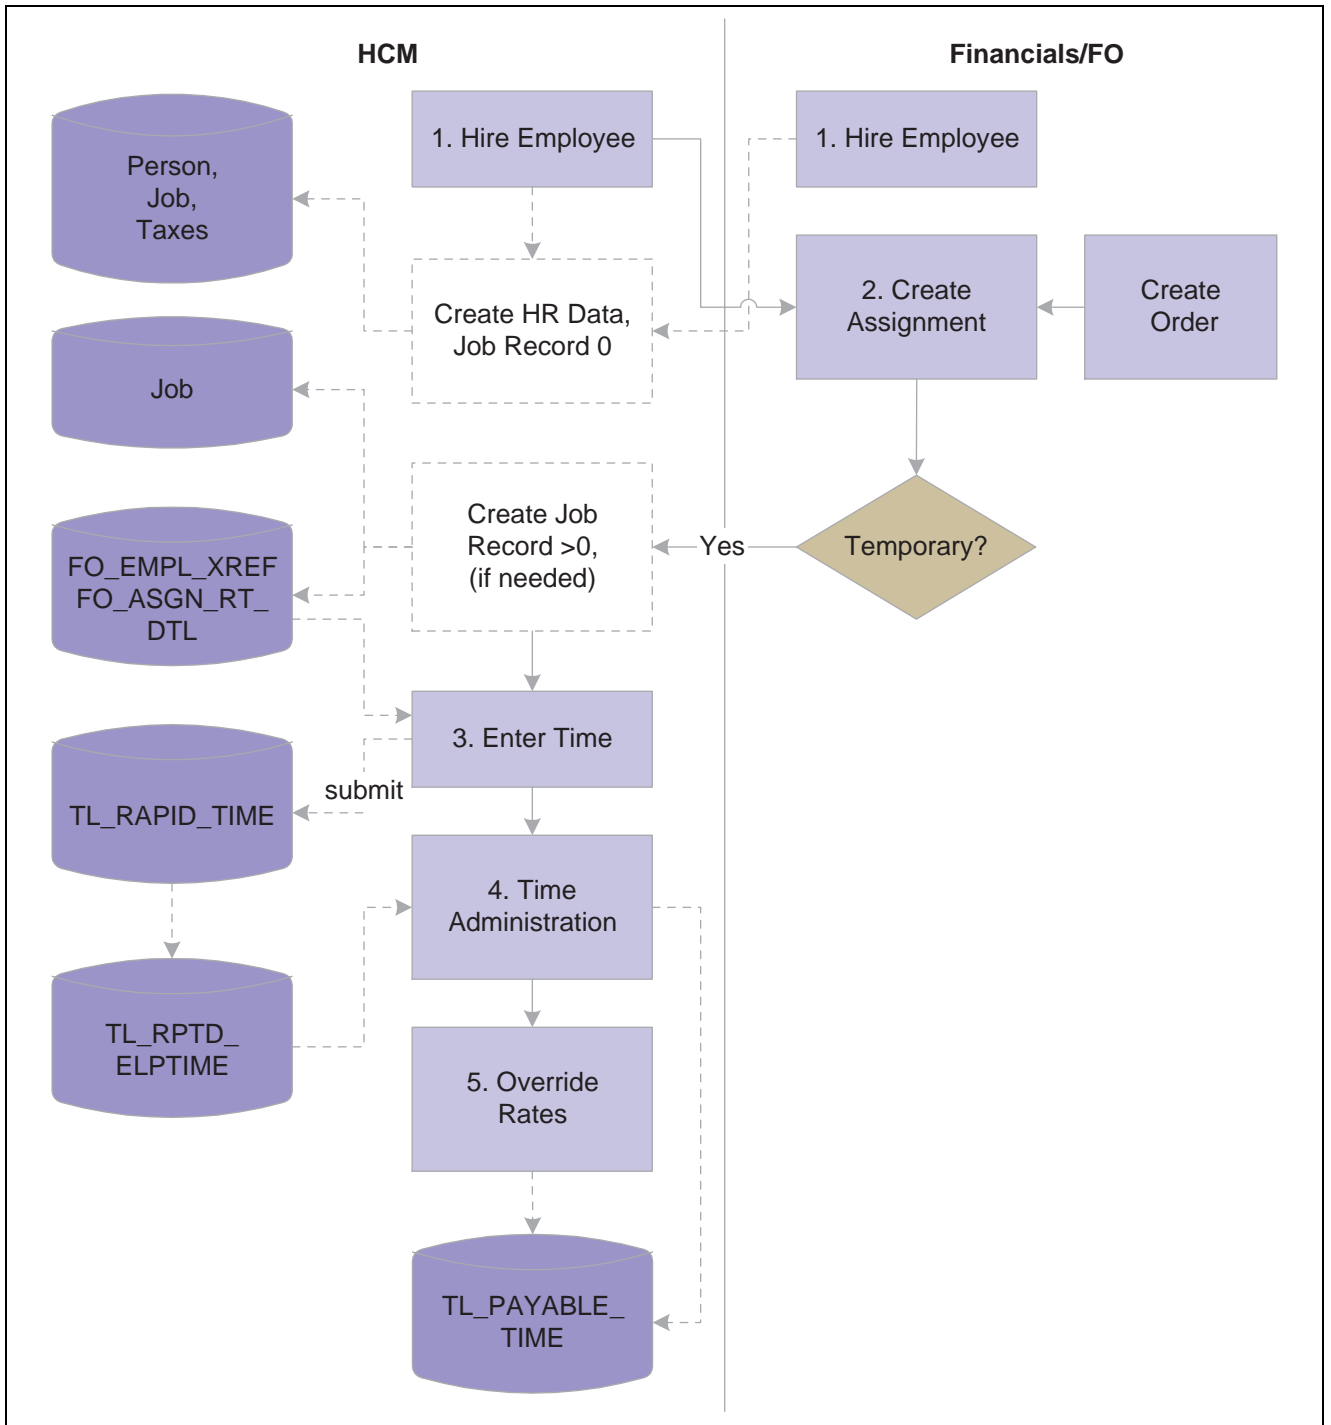 HCM
Financials/FO
Person,
Job,
Taxes
1. Hire Employee
1. Hire Employee
Create HR Data,
Job Record 0
2. Create
Assignment
Create
Order
Job
Create Job
Record >0,
(if needed)
Yes
Temporary?
FO_EMPL_XREF
FO_ASGN_RT_
DTL
3. Enter Time
submit
TL_RAPID_TIME
4. Time
Administration
TL_RPTD_
ELPTIME
5. Override
Rates
TL_PAYABLE_
TIME